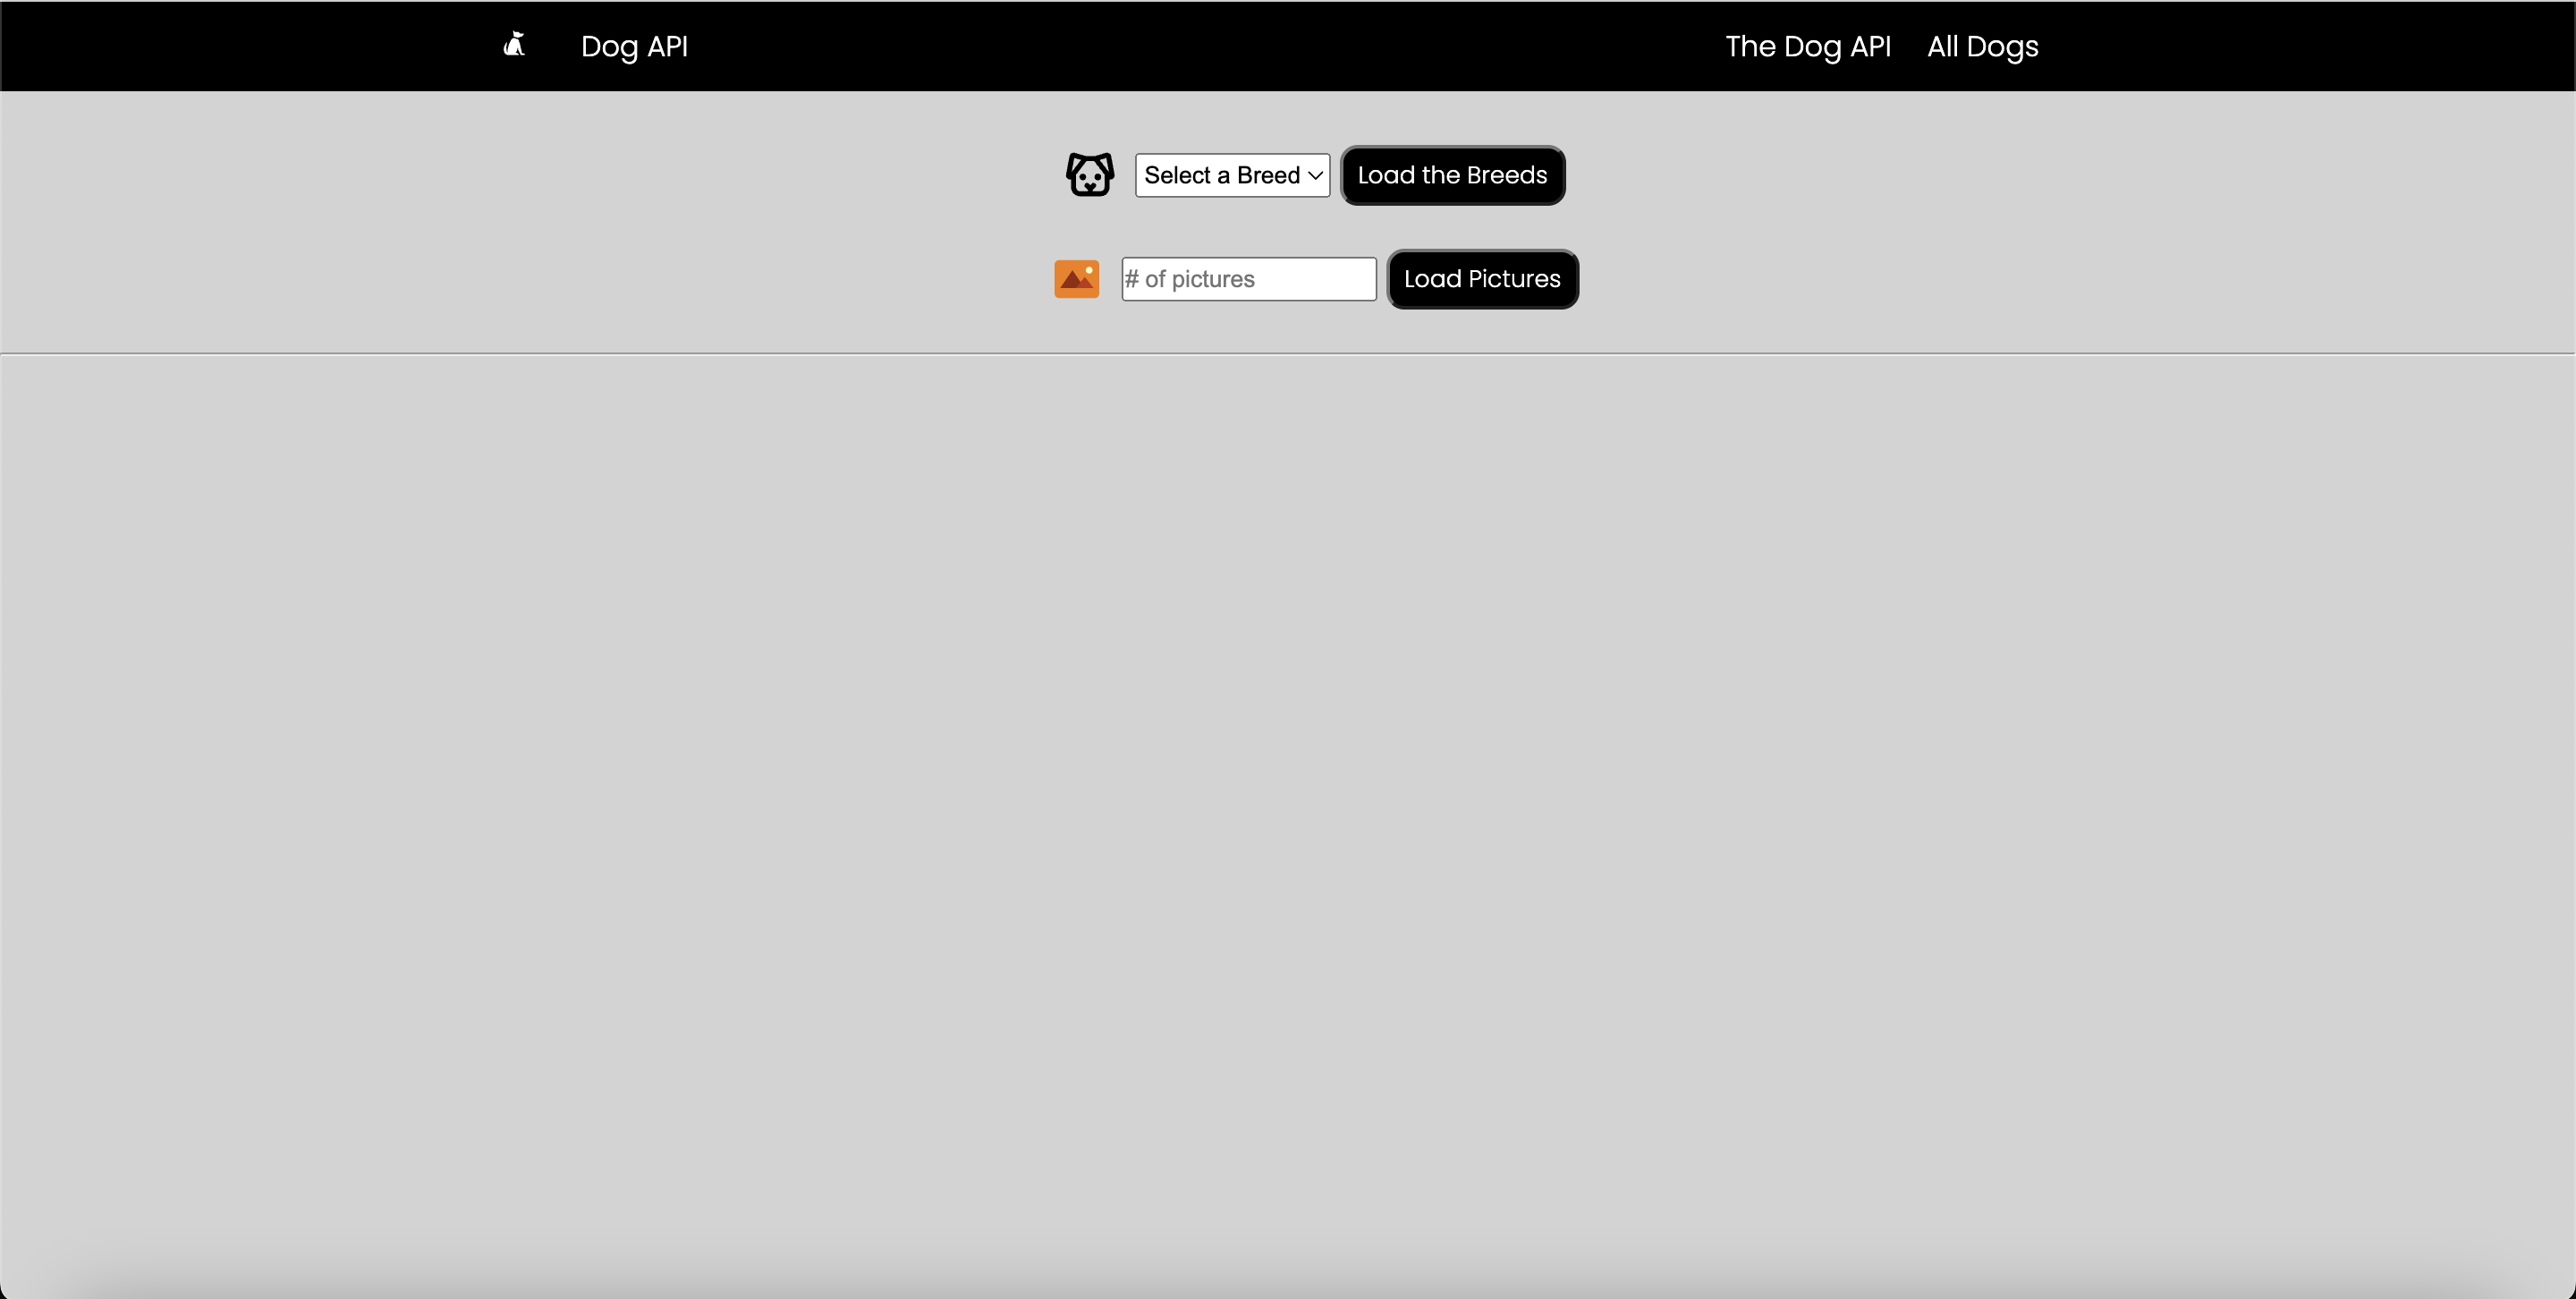 Dog API The Dog API All Dogs
Select a Breed Load the Breeds
# of pictures Load Pictures